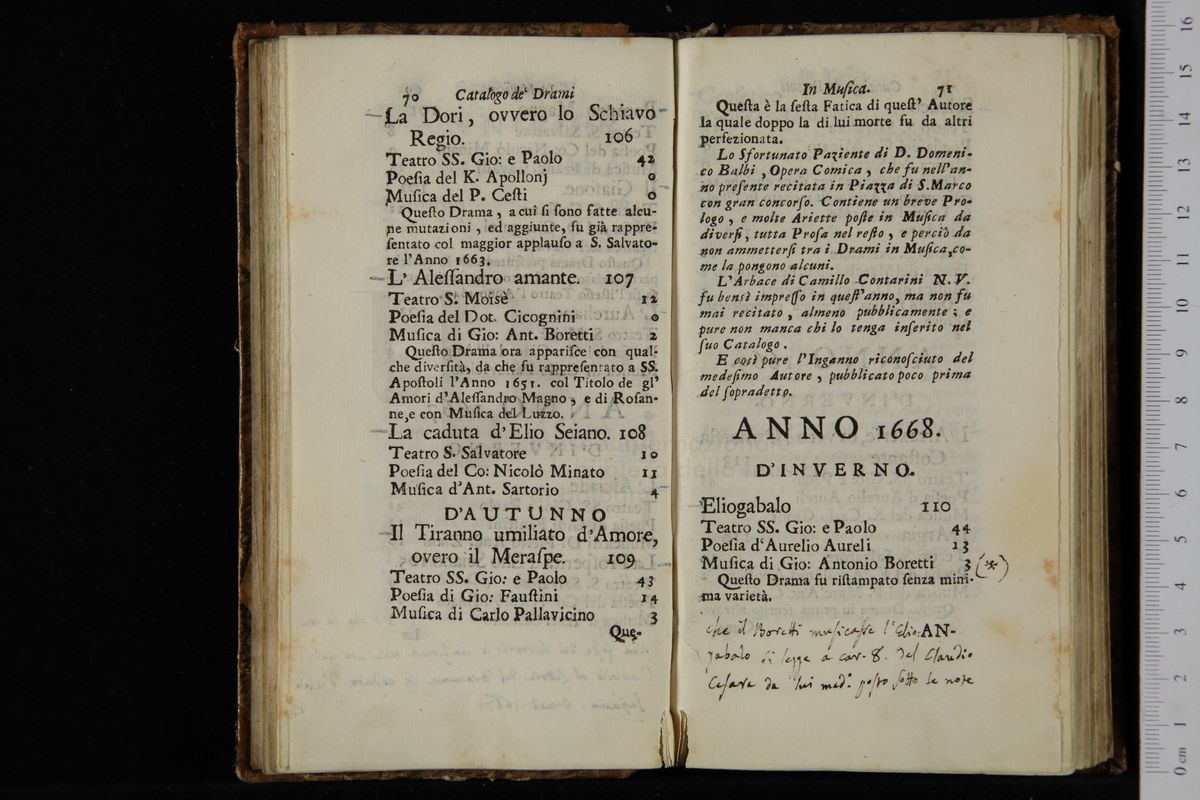 70 Catalogo de' Drami
La Dori, ovvero lo Schiavo
Regio. 106
Teatro SS. Gio: e Paolo 42
Poeſia del K. Apollonj 0
Muſica del P. Ceſti 0
Queſto Drama, a cui ſi ſono fatte alcu-
ne mutazioni, ed aggiunte, fu già rappre-
ſentato col maggior applauſo a S. Salvato-
re l'Anno 1663.
L' Aleſſandro amante. 107
Teatro S. Moisè 12
Poeſia del Dot. Cicognini 0
Muſica di Gio: Ant. Boretti 2
Queſto Drama ora appariſce con qual-
che diverſità, da che fu rappreſentato a SS.
Apoſtoli l'Anno 1651. col Titolo de gl'
Amori d'Aleſſandro Magno, e di Roſan-
ne, e con Muſica del Luzzo.
La caduta d'Elio Seiano. 108
Teatro S. Salvatore 10
Poeſia del Co: Nicolò Minato 11
Muſica d'Ant. Sartorio 4
D'AUTUNNO
Il Tiranno umiliato d'Amore,
overo il Meraſpe. 109
Teatro SS. Gio: e Paolo 43
Poeſia di Gio: Fauſtini 14
Muſica di Carlo Pallavicino 3
Que-
In Muſica. 71
Queſta è la ſeſta Fatica di queſt' Autore
la quale doppo la di lui morte fu da altri
perfezionata.
Lo Sfortunato Paziente di D. Domeni-
co Balbi, Opera Comica, che fu nell'an-
no preſente recitata in Piazza di S. Marco
con gran concorſo. Contiene un breve Pro-
logo, e molte Ariette poſte in Muſica da
diverſi, tutta Proſa nel reſto, e perciò da
non ammetterſi tra i Drami in Muſica, co-
me la pongono alcuni.
L'Arbace di Camillo Contarini N. V.
fu bensì impreſſo in queſt'anno, ma non fu
mai recitato, almeno pubblicamente; e
pure non manca chi lo tenga inſerito nel
ſuo Catalogo.
E così pure l'Inganno riconoſciuto del
medeſimo Autore, pubblicato poco prima
del ſopradetto.
ANNO 1668.
D'INVERNO.
Eliogabalo 110
Teatro SS. Gio: e Paolo 44
Poeſia d'Aurelio Aureli 13
Muſica di Gio: Antonio Boretti 3 (*)
Queſto Drama fu riſtampato ſenza mini-
ma varietà.
che il Boretti muſicaſſe l'Elio- AN-
gabalo ſi legge à car. 8. del Claudio
Ceſare da lui med.º poſto ſotto le note